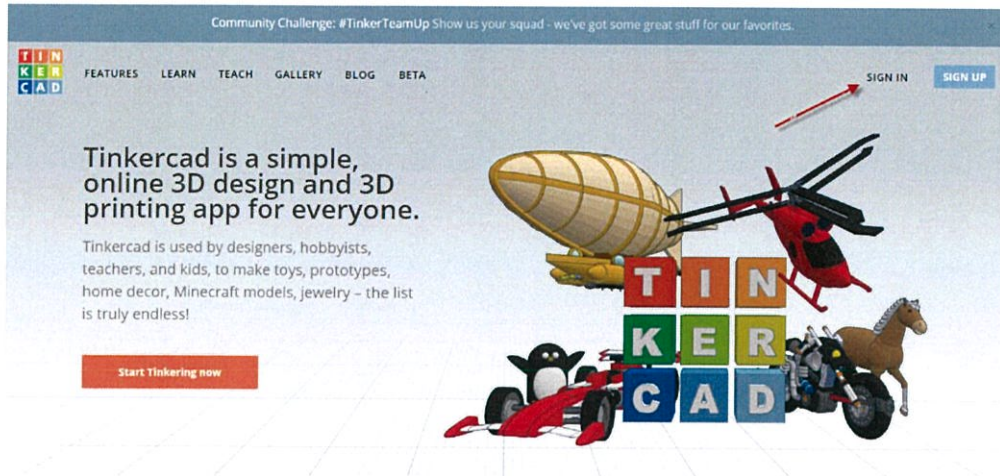 Community Challenge: #TinkerTeamUp Show us your squad - we've got some great stuff for our favorites.
TIN
KER
CAD
FEATURES LEARN TEACH GALLERY BLOG BETA
SIGN IN SIGN UP
Tinkercad is a simple,
online 3D design and 3D
printing app for everyone.
Tinkercad is used by designers, hobbyists,
teachers, and kids, to make toys, prototypes,
home decor, Minecraft models, jewelry – the list
is truly endless!
Start Tinkering now
TIN
KER
CAD